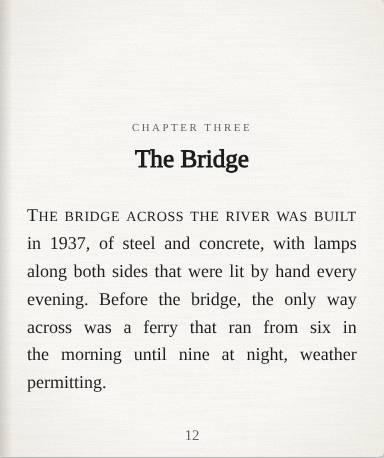 CHAPTER THREE
The Bridge
THE BRIDGE ACROSS THE RIVER WAS BUILT
in 1937, of steel and concrete, with lamps
along both sides that were lit by hand every
evening. Before the bridge, the only way
across was a ferry that ran from six in
the morning until nine at night, weather
permitting.
12